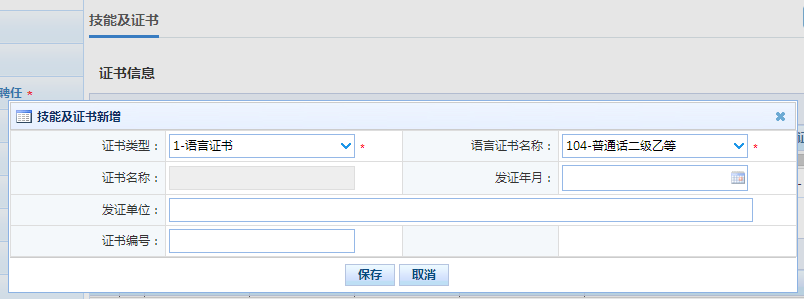 技能及证书
证书信息
聘任 *
技能及证书新增
证书类型： 1-语言证书 * 语言证书名称： 104-普通话二级乙等 *
证书名称： 发证年月：
发证单位：
证书编号：
保存 取消